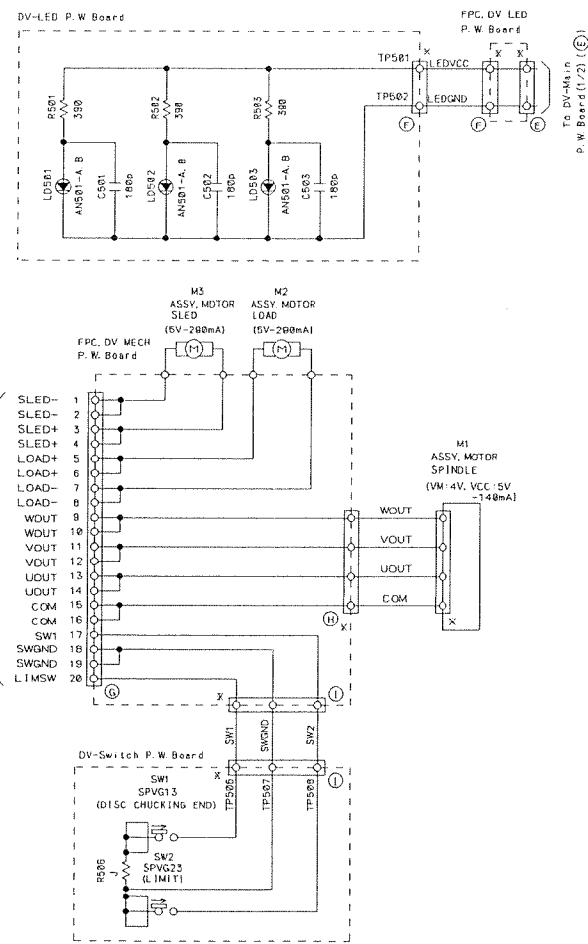 DV-LED P.W.Board
FPC, DV LED
P.W.Board
TP501
×
LEDVCC
×
×
TP502
LEDGND
F
F
E
To DV-Main
P.W.Board(1/2) (E)
R501
390
R502
390
R503
390
LD501
AN501-A, B
C501
180p
LD502
AN501-A, B
C502
180p
LD503
AN501-A, B
C503
180p
M3
ASSY, MOTOR
SLED
(5V-200mA)
M2
ASSY, MOTOR
LOAD
(5V-200mA)
FPC, DV MECH
P.W.Board
M
M
SLED- 1
SLED- 2
SLED+ 3
SLED+ 4
LOAD+ 5
LOAD+ 6
LOAD- 7
LOAD- 8
WOUT 9
WOUT 10
VOUT 11
VOUT 12
UOUT 13
UOUT 14
COM 15
COM 16
SW1 17
SWGND 18
SWGND 19
LIMSW 20
G
M1
ASSY, MOTOR
SPINDLE
(VM:4V, VCC:5V
-140mA)
WOUT
VOUT
UOUT
COM
H
×
×
×
I
SW1
SWGND
SW2
DV-Switch P.W.Board
×
I
TP506
TP507
TP508
SW1
SPVG13
(DISC CHUCKING END)
SW2
SPVG23
(LIMIT)
R506
J